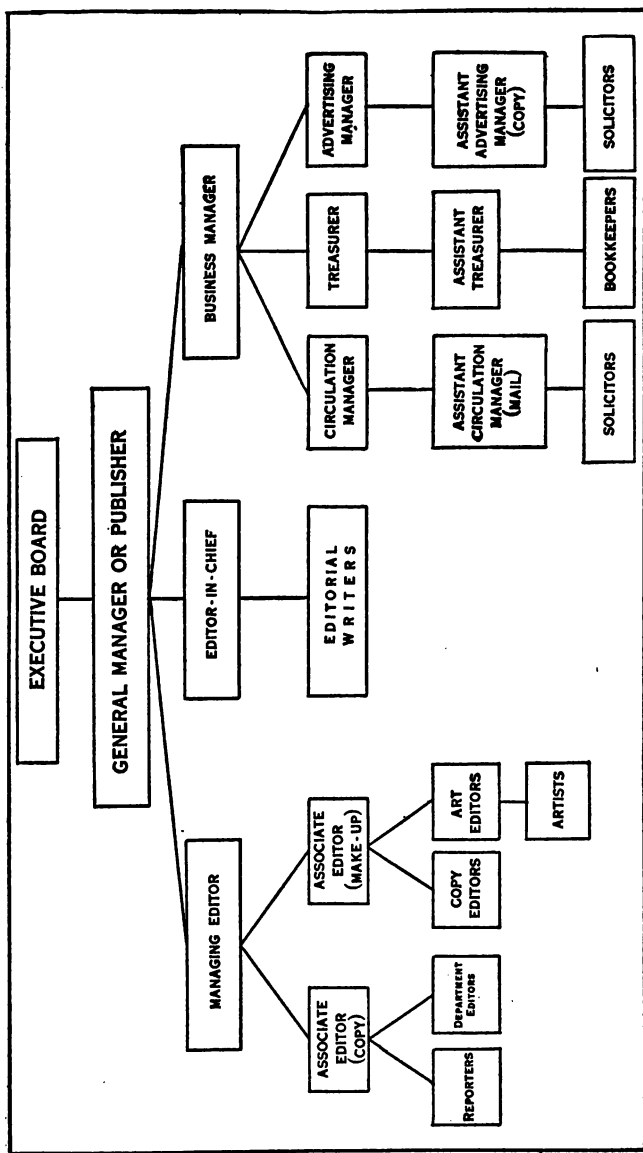 EXECUTIVE BOARD
GENERAL MANAGER OR PUBLISHER
MANAGING EDITOR
EDITOR-IN-CHIEF
BUSINESS MANAGER
ASSOCIATE
EDITOR
(COPY)
ASSOCIATE
EDITOR
(MAKE-UP)
EDITORIAL
WRITERS
CIRCULATION
MANAGER
TREASURER
ADVERTISING
MANAGER
REPORTERS
DEPARTMENT
EDITORS
COPY
EDITORS
ART
EDITORS
ASSISTANT
CIRCULATION
MANAGER
(MAIL)
ASSISTANT
TREASURER
ASSISTANT
ADVERTISING
MANAGER
(COPY)
ARTISTS
SOLICITORS
BOOKKEEPERS
SOLICITORS